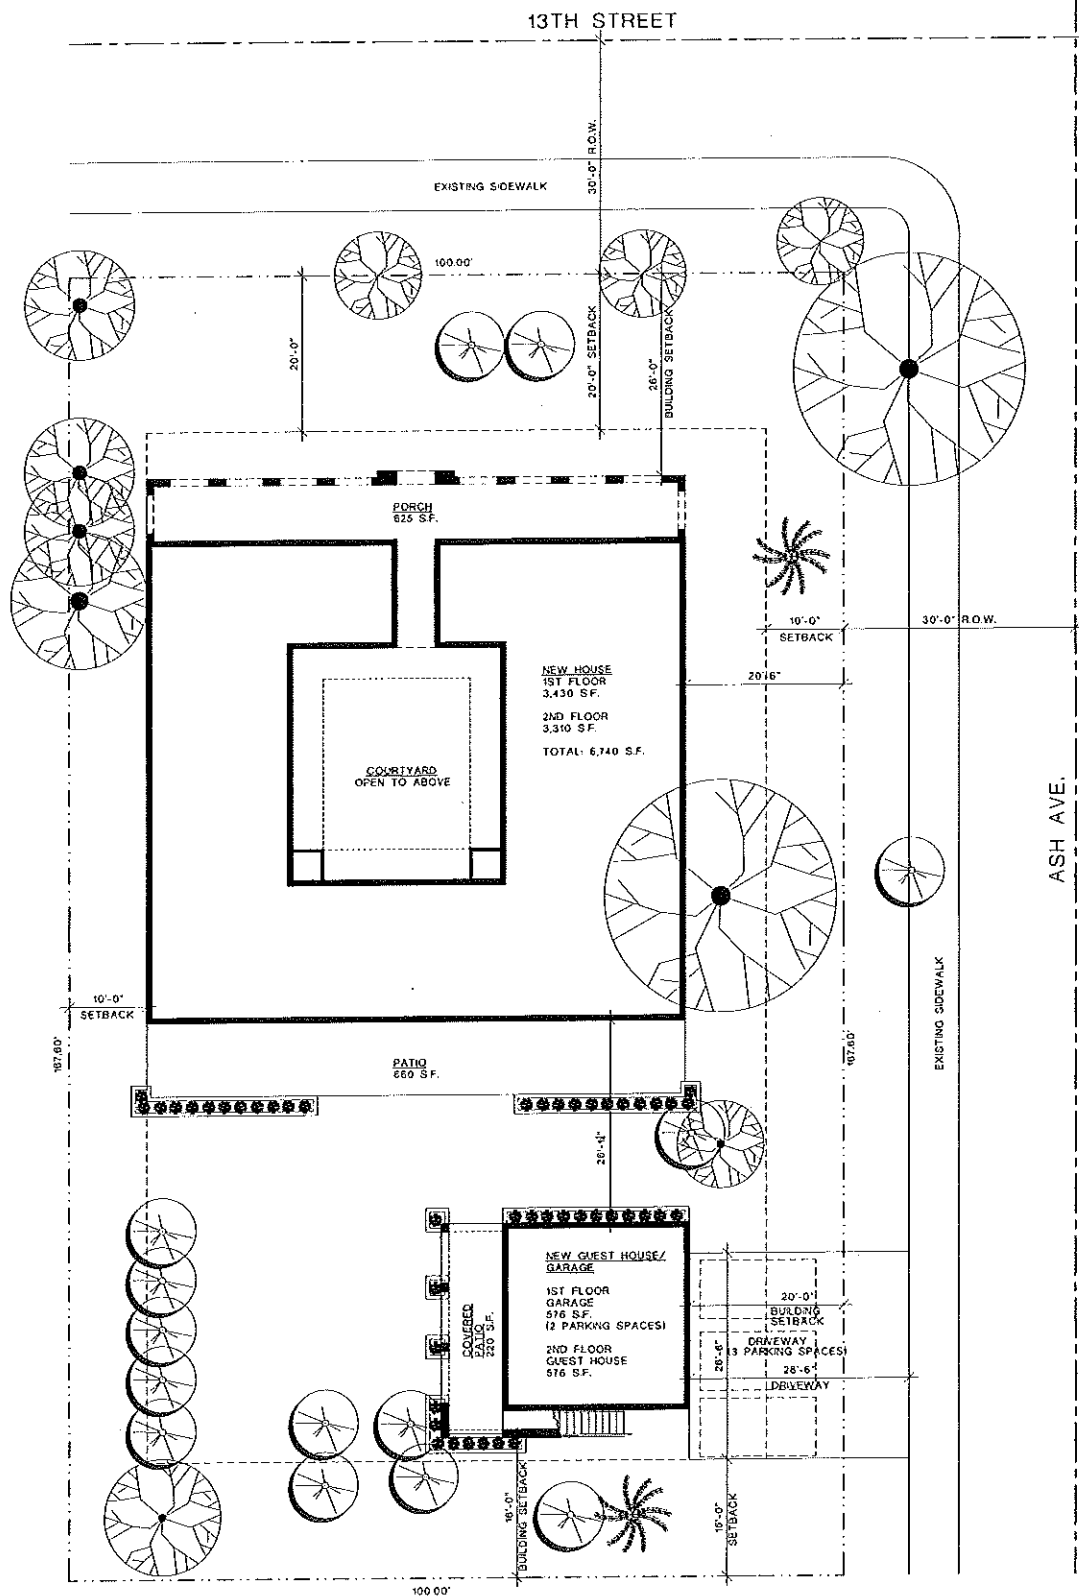 13TH STREET
30'-0" R.O.W.
EXISTING SIDEWALK
100.00'
20'-0"
20'-0" SETBACK
26'-0"
BUILDING SETBACK
PORCH
625 S.F.
10'-0"
SETBACK
30'-0" R.O.W.
20'6"
NEW HOUSE
1ST FLOOR
3,430 S.F.
2ND FLOOR
3,310 S.F.
TOTAL: 6,740 S.F.
COURTYARD
OPEN TO ABOVE
ASH AVE.
EXISTING SIDEWALK
10'-0"
SETBACK
167.60'
167.60'
PATIO
660 S.F.
NEW GUEST HOUSE/
GARAGE
1ST FLOOR
GARAGE
576 S.F.
(2 PARKING SPACES)
2ND FLOOR
GUEST HOUSE
576 S.F.
COVERED
PATIO
220 S.F.
20'-0"
BUILDING
SETBACK
DRIVEWAY
(3 PARKING SPACES)
28'-6"
DRIVEWAY
26'-6"
16'-0"
BUILDING SETBACK
15'-0"
SETBACK
100.00'